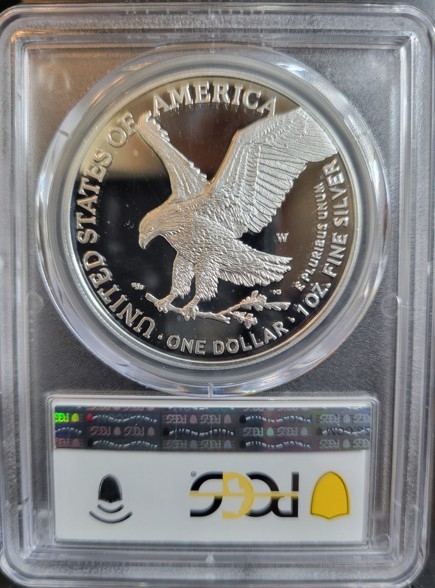 UNITED STATES OF AMERICA
W
E PLURIBUS UNUM
1 OZ. FINE SILVER
• ONE DOLLAR •
PCGS